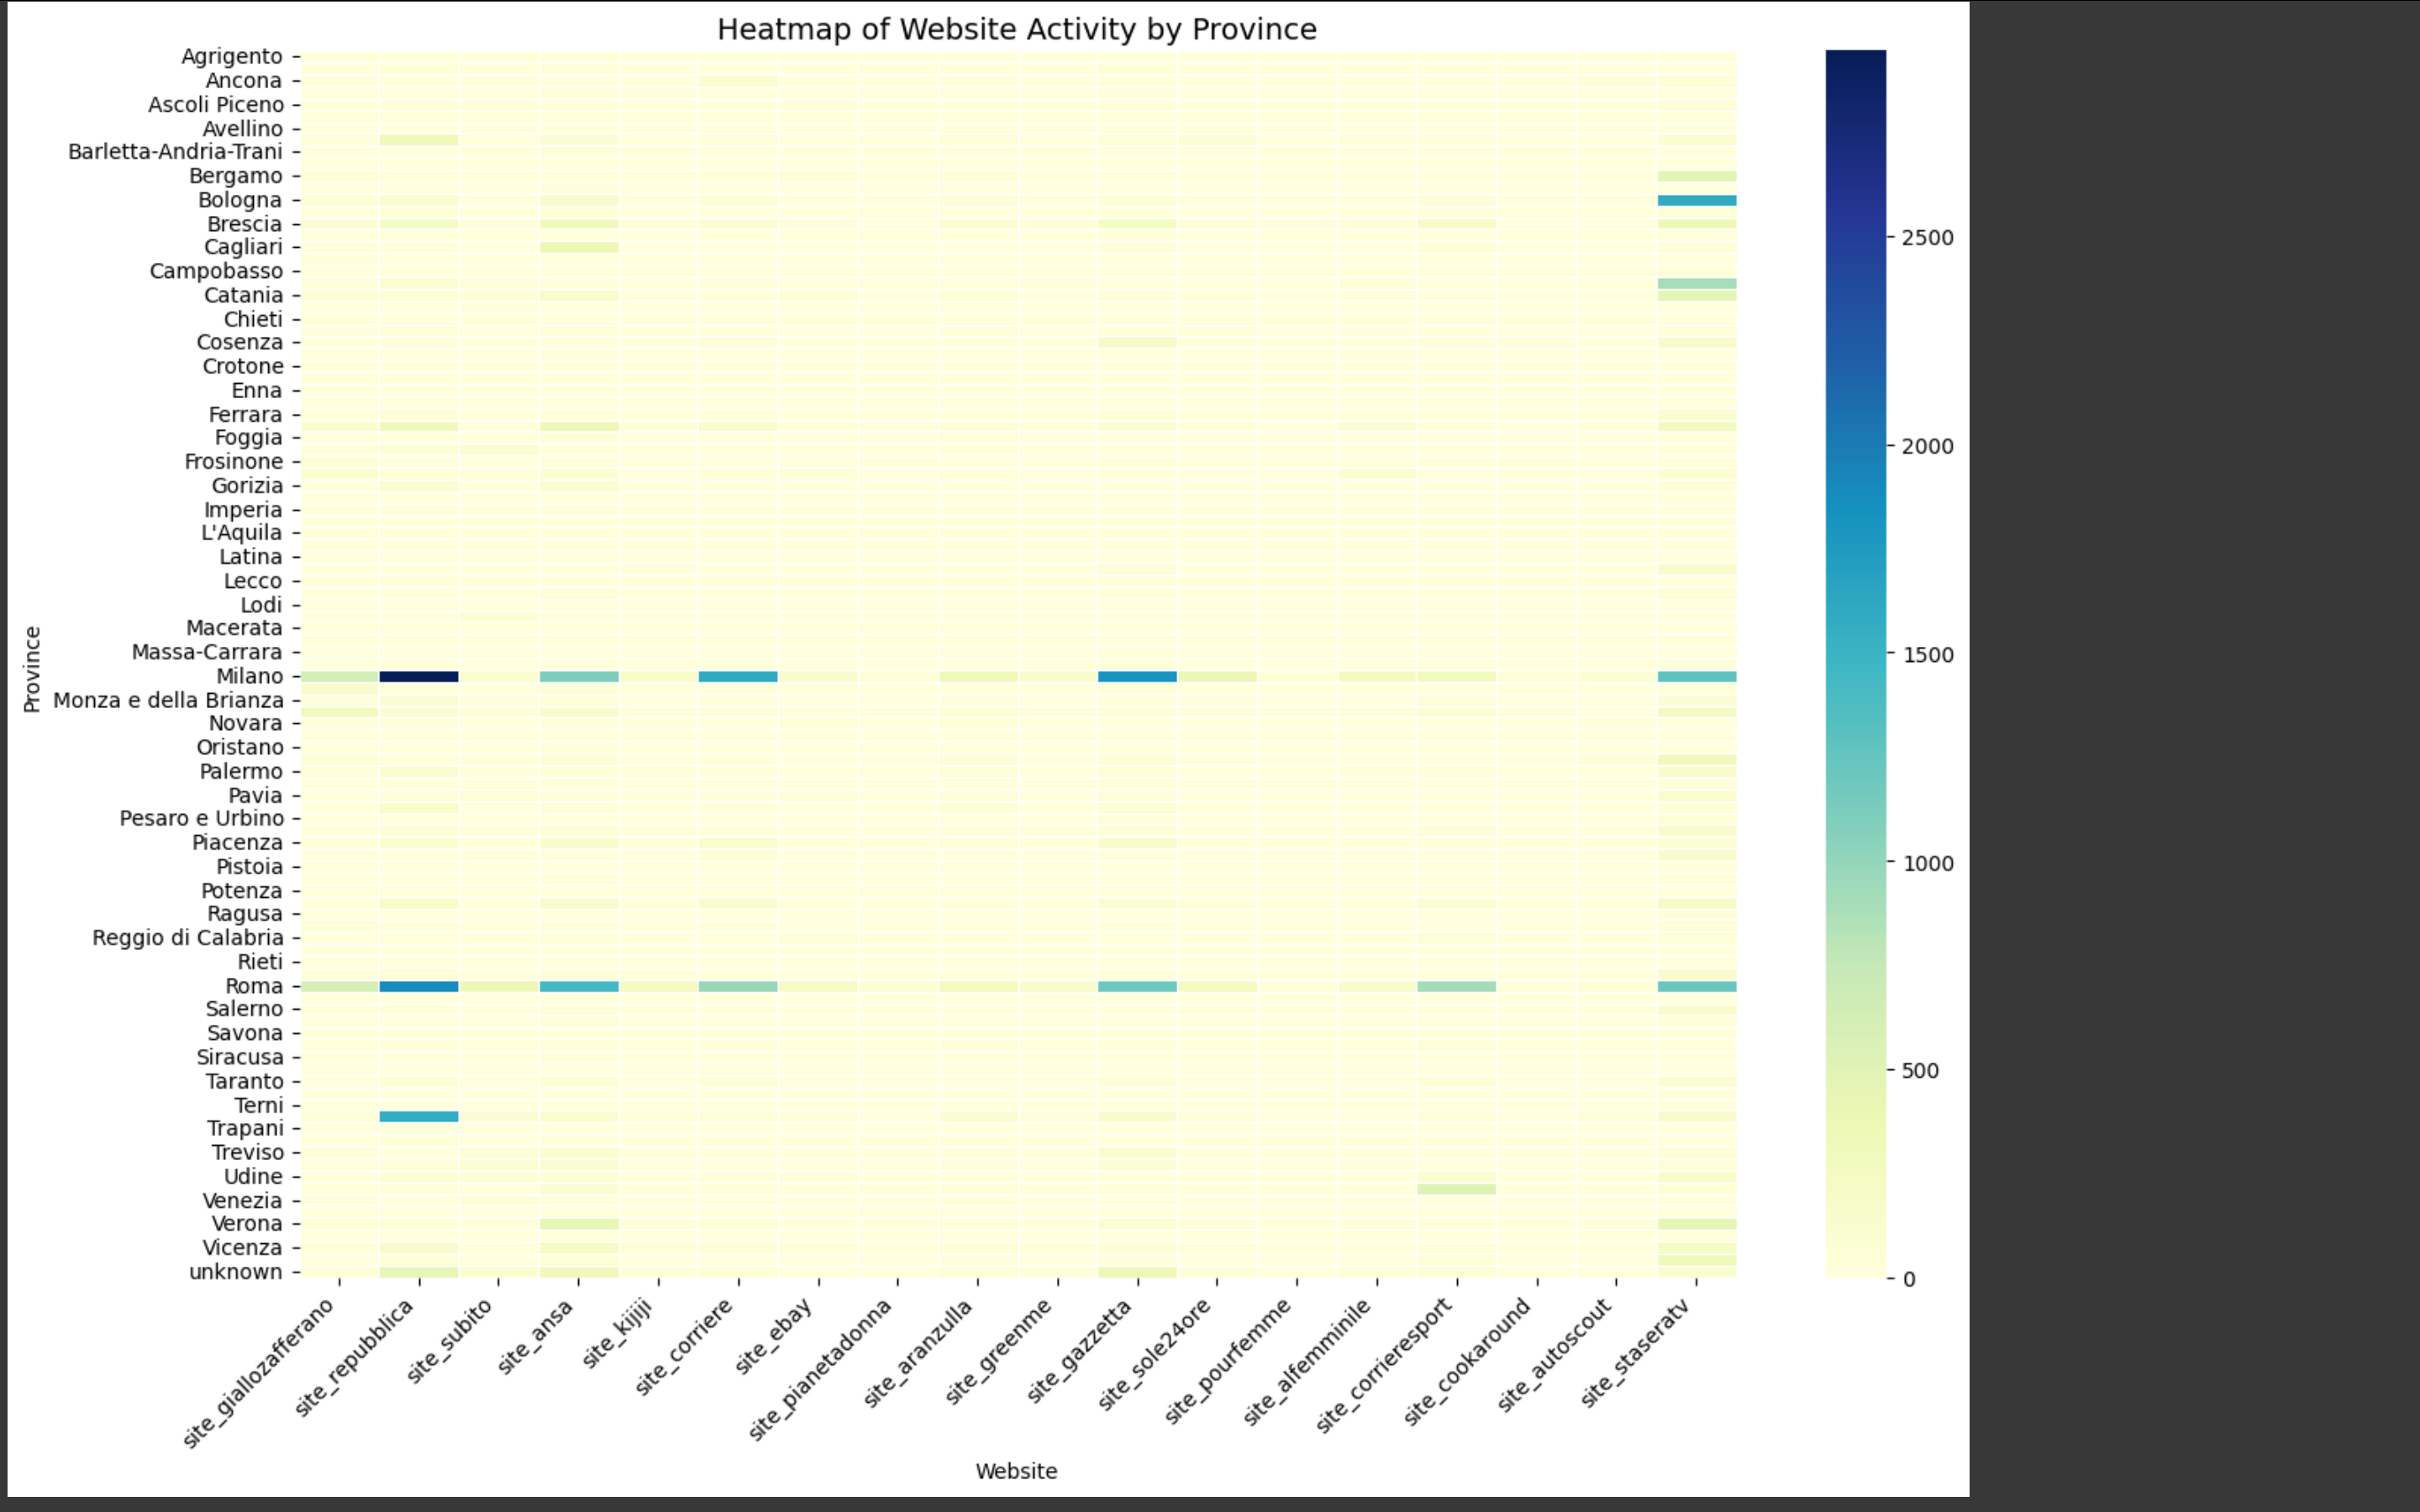 Heatmap of Website Activity by Province
Agrigento
Ancona
Ascoli Piceno
Avellino
Barletta-Andria-Trani
Bergamo
Bologna
Brescia
Cagliari
Campobasso
Catania
Chieti
Cosenza
Crotone
Enna
Ferrara
Foggia
Frosinone
Gorizia
Imperia
L'Aquila
Latina
Lecco
Lodi
Macerata
Massa-Carrara
Milano
Monza e della Brianza
Novara
Oristano
Palermo
Pavia
Pesaro e Urbino
Piacenza
Pistoia
Potenza
Ragusa
Reggio di Calabria
Rieti
Roma
Salerno
Savona
Siracusa
Taranto
Terni
Trapani
Treviso
Udine
Venezia
Verona
Vicenza
unknown
Province
site_giallozafferano
site_repubblica
site_subito
site_ansa
site_kijiji
site_corriere
site_ebay
site_pianetadonna
site_aranzulla
site_greenme
site_gazzetta
site_sole24ore
site_pourfemme
site_alfemminile
site_corrieresport
site_cookaround
site_autoscout
site_staseratv
Website
2500
2000
1500
1000
500
0